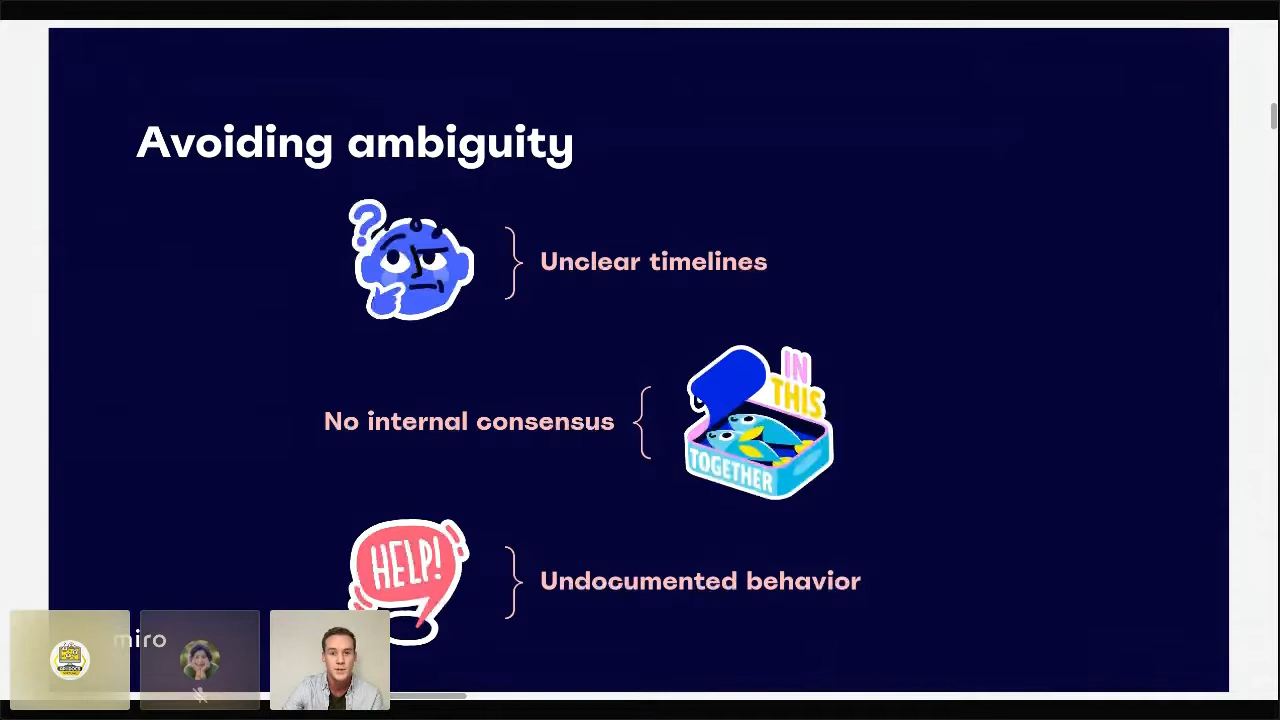 Avoiding ambiguity
?
Unclear timelines
IN
THIS
No internal consensus
TOGETHER
HELP!
Undocumented behavior
miro